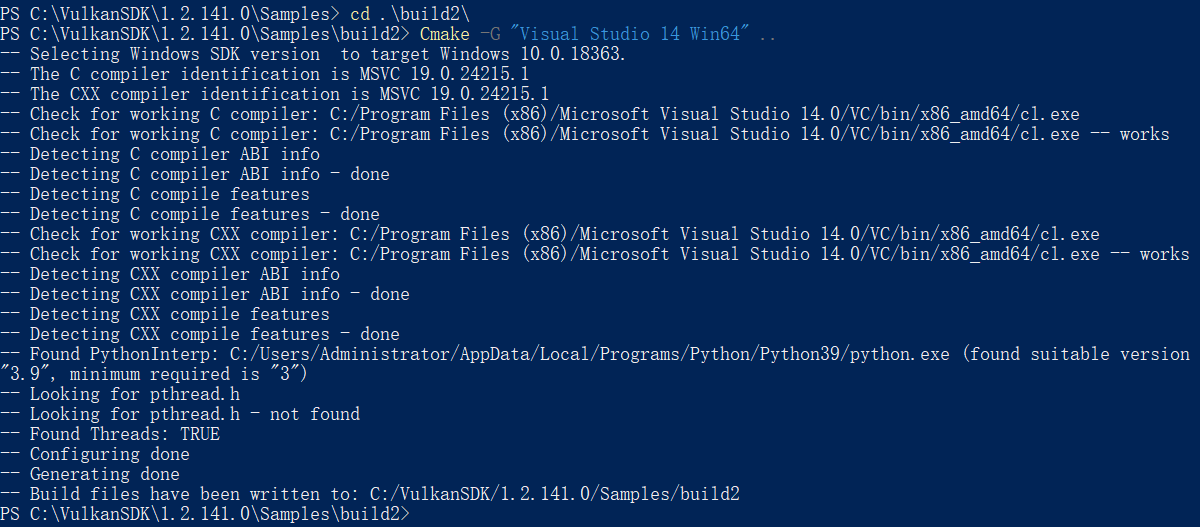 PS C:\VulkanSDK\1.2.141.0\Samples> cd .\build2\
PS C:\VulkanSDK\1.2.141.0\Samples\build2> Cmake -G "Visual Studio 14 Win64" ..
-- Selecting Windows SDK version  to target Windows 10.0.18363.
-- The C compiler identification is MSVC 19.0.24215.1
-- The CXX compiler identification is MSVC 19.0.24215.1
-- Check for working C compiler: C:/Program Files (x86)/Microsoft Visual Studio 14.0/VC/bin/x86_amd64/cl.exe
-- Check for working C compiler: C:/Program Files (x86)/Microsoft Visual Studio 14.0/VC/bin/x86_amd64/cl.exe -- works
-- Detecting C compiler ABI info
-- Detecting C compiler ABI info - done
-- Detecting C compile features
-- Detecting C compile features - done
-- Check for working CXX compiler: C:/Program Files (x86)/Microsoft Visual Studio 14.0/VC/bin/x86_amd64/cl.exe
-- Check for working CXX compiler: C:/Program Files (x86)/Microsoft Visual Studio 14.0/VC/bin/x86_amd64/cl.exe -- works
-- Detecting CXX compiler ABI info
-- Detecting CXX compiler ABI info - done
-- Detecting CXX compile features
-- Detecting CXX compile features - done
-- Found PythonInterp: C:/Users/Administrator/AppData/Local/Programs/Python/Python39/python.exe (found suitable version
"3.9", minimum required is "3")
-- Looking for pthread.h
-- Looking for pthread.h - not found
-- Found Threads: TRUE
-- Configuring done
-- Generating done
-- Build files have been written to: C:/VulkanSDK/1.2.141.0/Samples/build2
PS C:\VulkanSDK\1.2.141.0\Samples\build2>